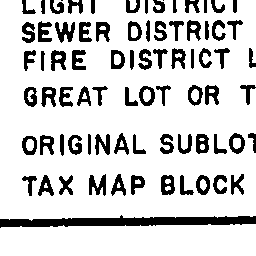 LIGHT DISTRICT
SEWER DISTRICT
FIRE DISTRICT L
GREAT LOT OR T
ORIGINAL SUBLOT
TAX MAP BLOCK